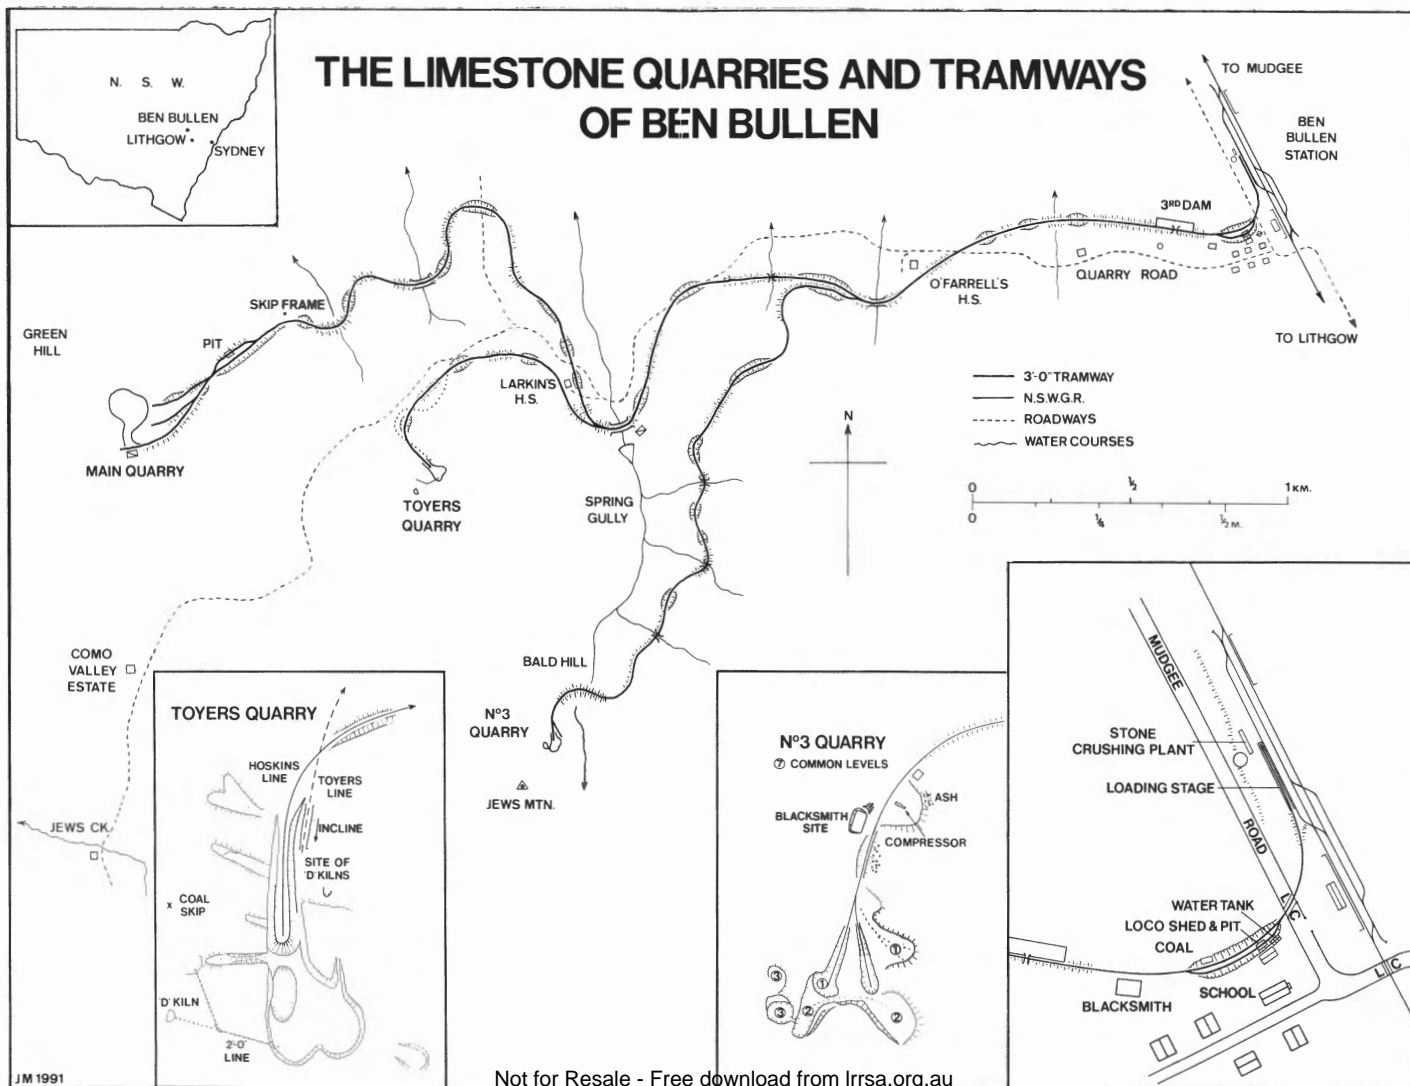 THE LIMESTONE QUARRIES AND TRAMWAYS
OF BEN BULLEN
N. S. W.
BEN BULLEN
LITHGOW
SYDNEY
TO MUDGEE
BEN
BULLEN
STATION
3RD DAM
QUARRY ROAD
O'FARRELL'S
H.S.
TO LITHGOW
SKIP FRAME
GREEN
HILL
PIT
MAIN QUARRY
LARKIN'S
H.S.
TOYERS
QUARRY
SPRING
GULLY
N
3'-0" TRAMWAY
N.S.W.G.R.
ROADWAYS
WATER COURSES
0
½
1 KM.
0
¼
½ M.
COMO
VALLEY
ESTATE
BALD HILL
Nº3
QUARRY
JEWS MTN.
JEWS CK.
TOYERS QUARRY
HOSKINS
LINE
TOYERS
LINE
INCLINE
SITE OF
'D' KILNS
x COAL
SKIP
'D' KILN
2'-0"
LINE
Nº3 QUARRY
⑦ COMMON LEVELS
BLACKSMITH
SITE
ASH
COMPRESSOR
①
①
③
③
②
②
MUDGEE
ROAD
STONE
CRUSHING PLANT
LOADING STAGE
WATER TANK
LOCO SHED & PIT
COAL
L C
L C
BLACKSMITH
SCHOOL
JM 1991
Not for Resale - Free download from lrrsa.org.au